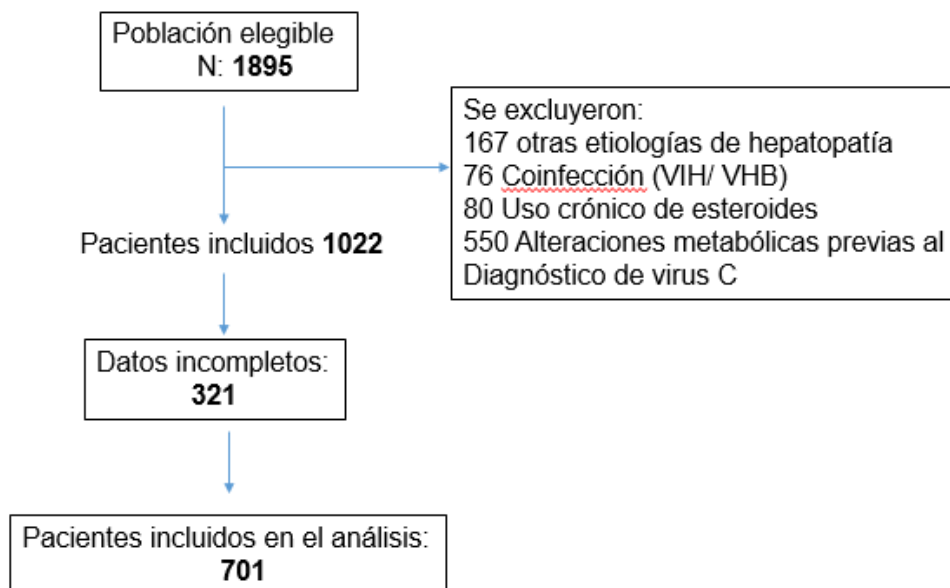 Población elegible
N: 1895
Se excluyeron:
167 otras etiologías de hepatopatía
76 Coinfección (VIH/ VHB)
80 Uso crónico de esteroides
550 Alteraciones metabólicas previas al
Diagnóstico de virus C
Pacientes incluidos 1022
Datos incompletos:
321
Pacientes incluidos en el análisis:
701